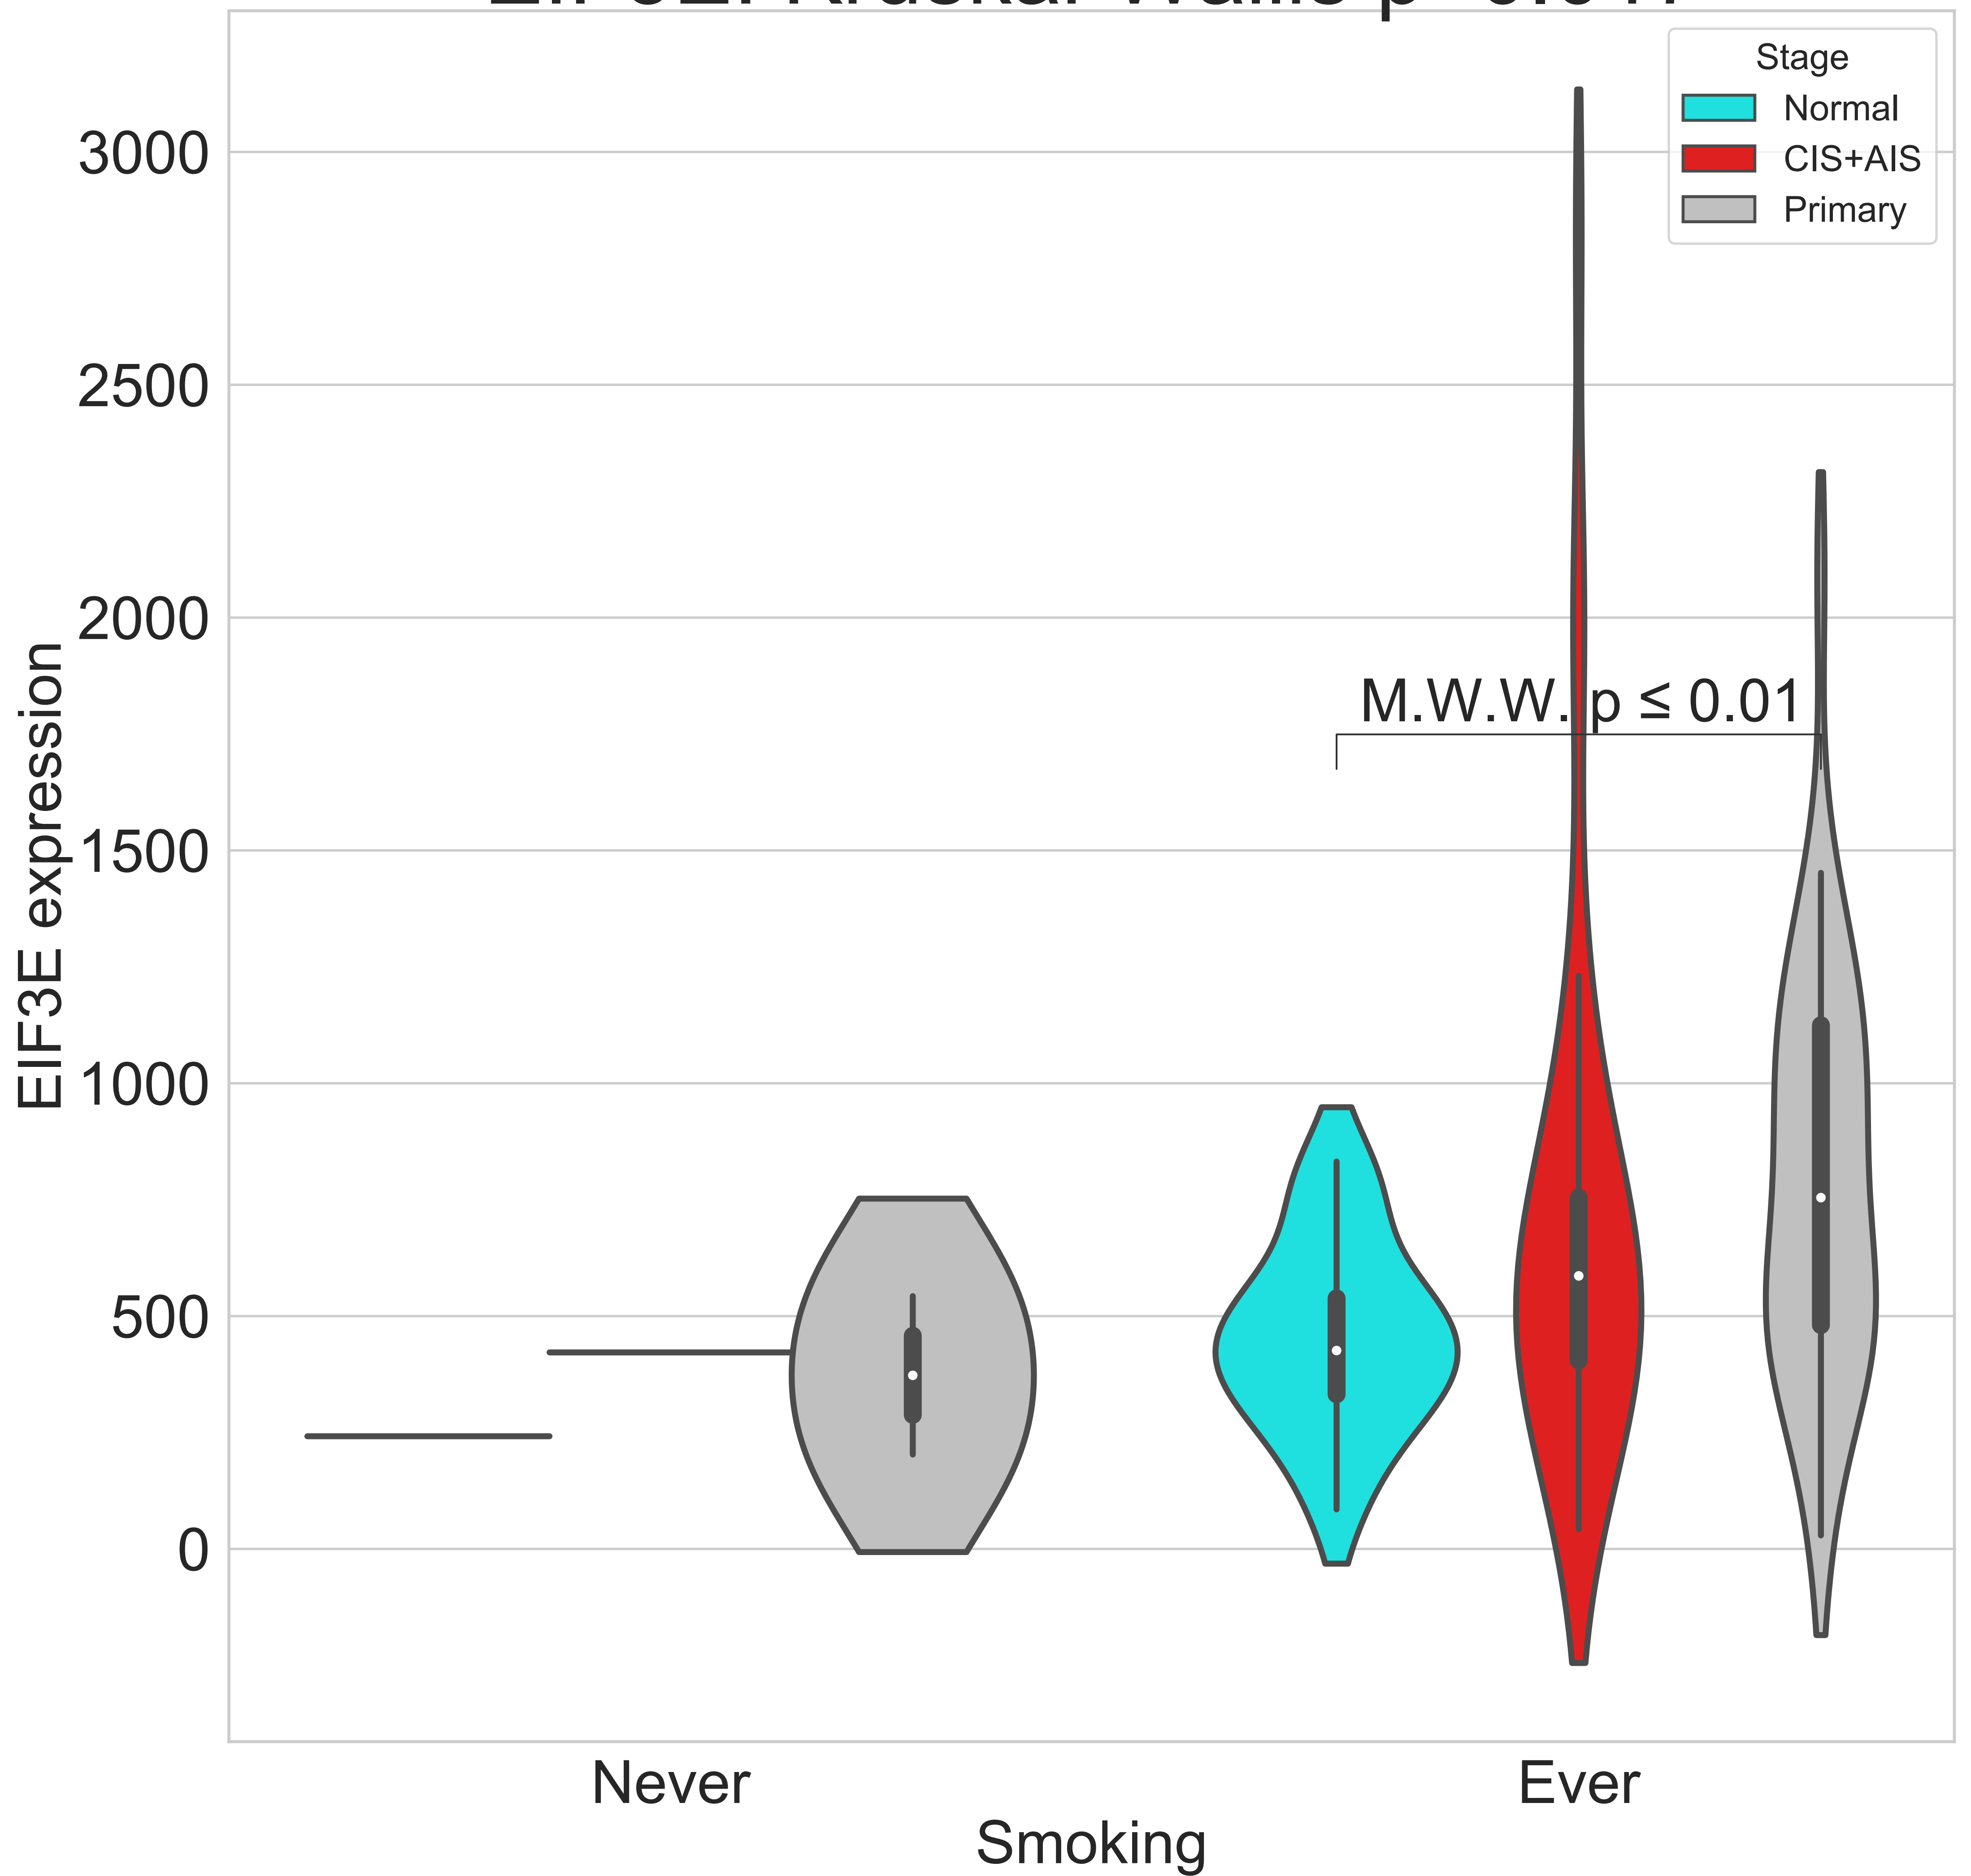 Stage
Normal
CIS+AIS
Primary
3000
2500
2000
1500
1000
500
0
EIF3E expression
M.W.W. p ≤ 0.01
Never
Ever
Smoking